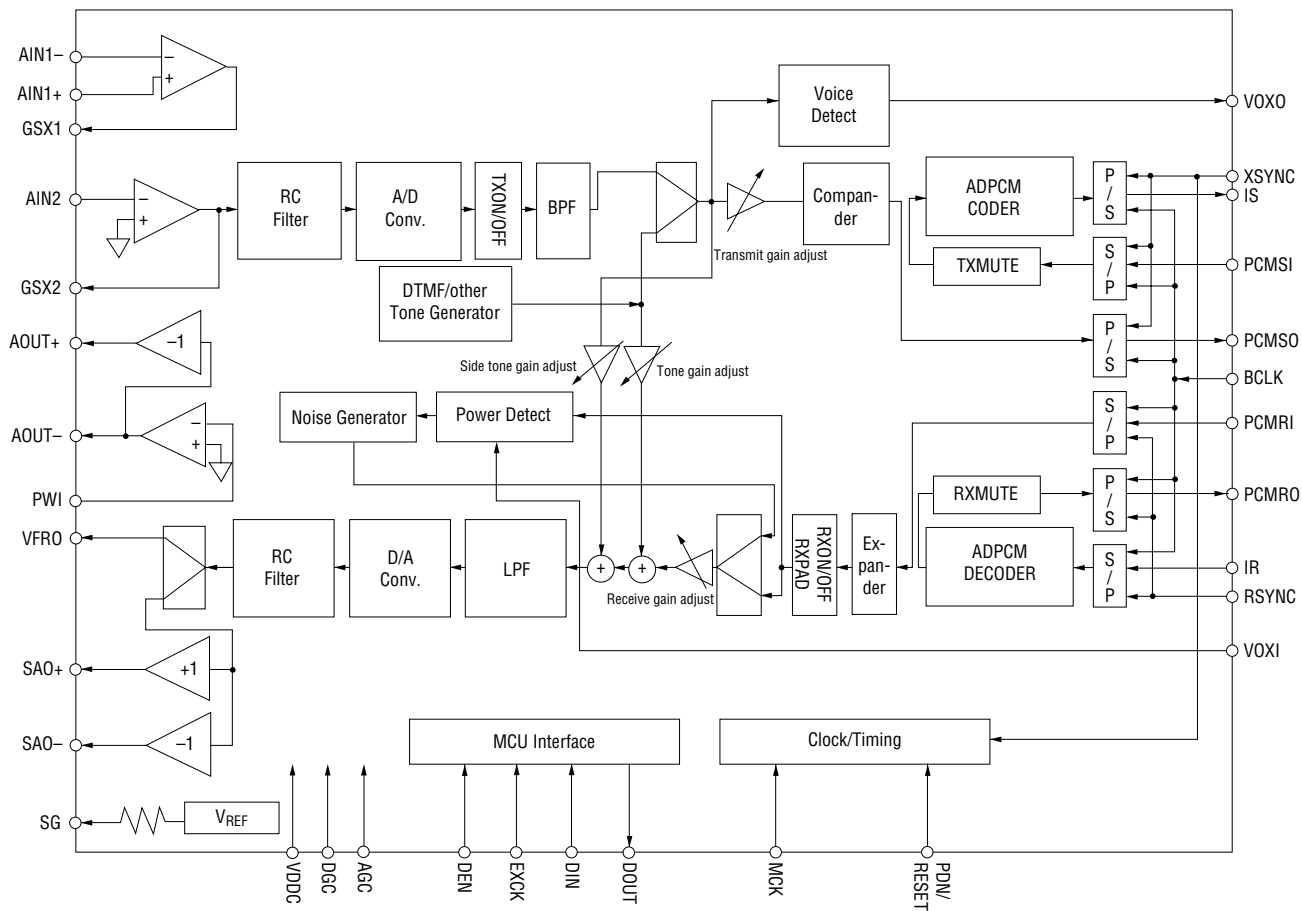 AIN1–
AIN1+
GSX1
–
+
Voice
Detect
VOXO
AIN2
–
+
RC
Filter
A/D
Conv.
TXON/OFF
BPF
Transmit gain adjust
Compan-
der
ADPCM
CODER
P
/
S
XSYNC
IS
TXMUTE
S
/
P
PCMSI
GSX2
DTMF/other
Tone Generator
AOUT+
–1
Side tone gain adjust
Tone gain adjust
P
/
S
PCMSO
BCLK
Noise Generator
Power Detect
AOUT–
–
+
S
/
P
PCMRI
PWI
RXMUTE
P
/
S
PCMRO
VFRO
RC
Filter
D/A
Conv.
LPF
+
+
Receive gain adjust
RXON/OFF
RXPAD
Ex-
pan-
der
ADPCM
DECODER
S
/
P
IR
RSYNC
VOXI
SAO+
+1
SAO–
–1
MCU Interface
Clock/Timing
SG
VREF
VDDC
DGC
AGC
DEN
EXCK
DIN
DOUT
MCK
PDN/
RESET